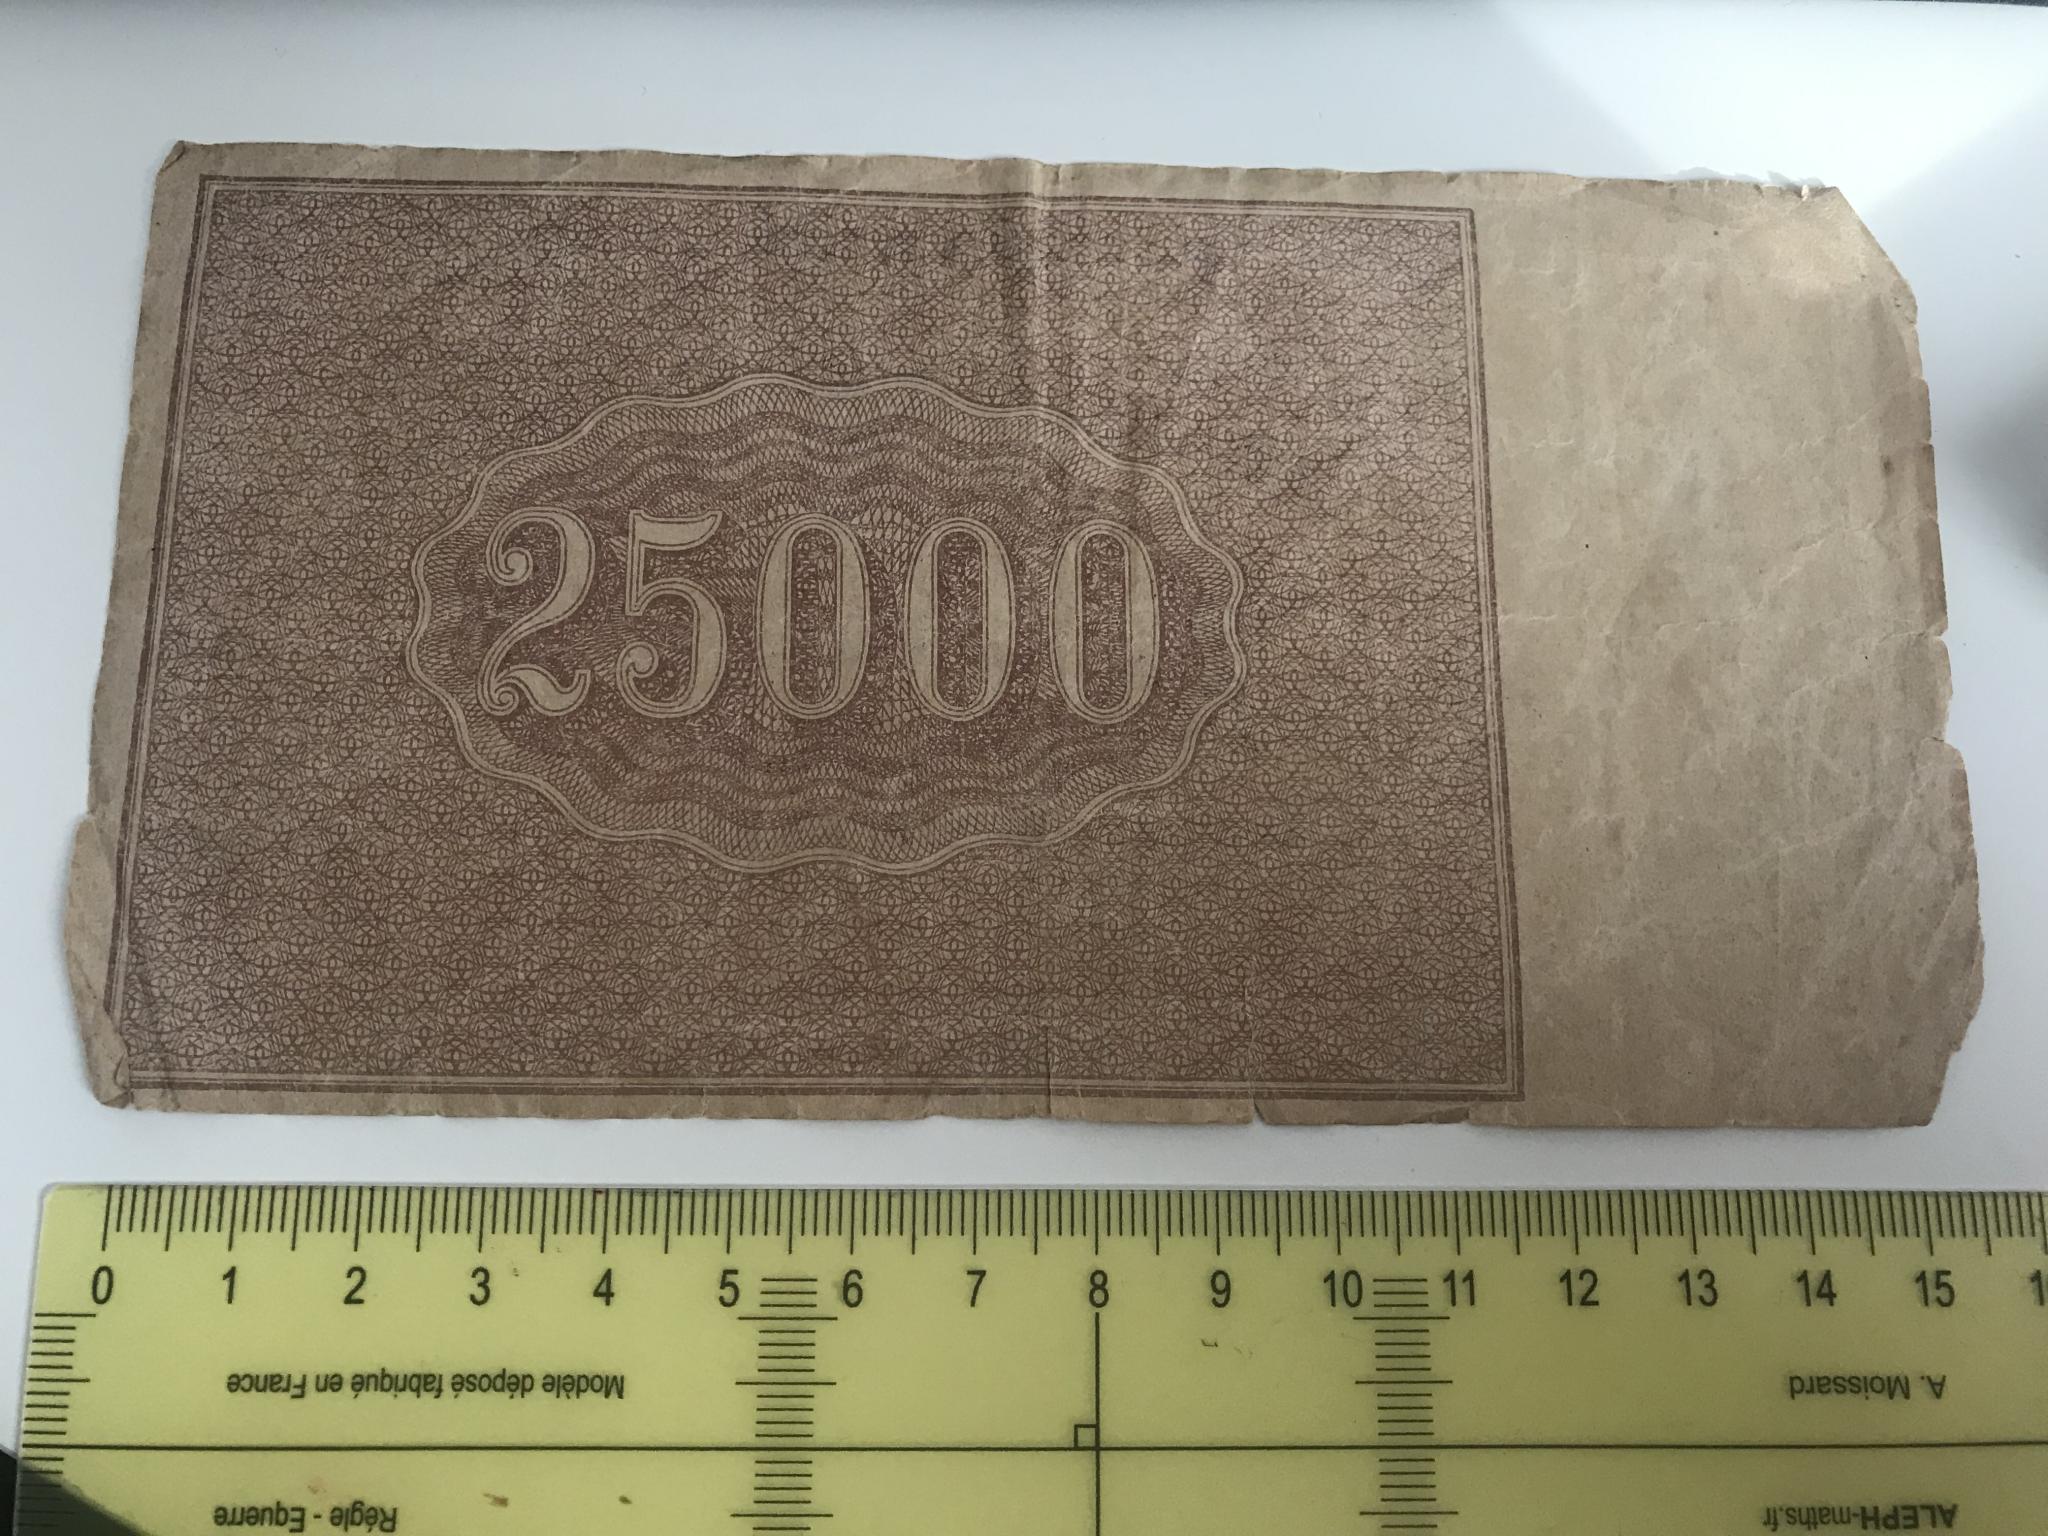 25000
0 1 2 3 4 5 6 7 8 9 10 11 12 13 14 15
Modèle déposé fabriqué en France
A. Moissard
Règle - Equerre
ALEPH-maths.fr